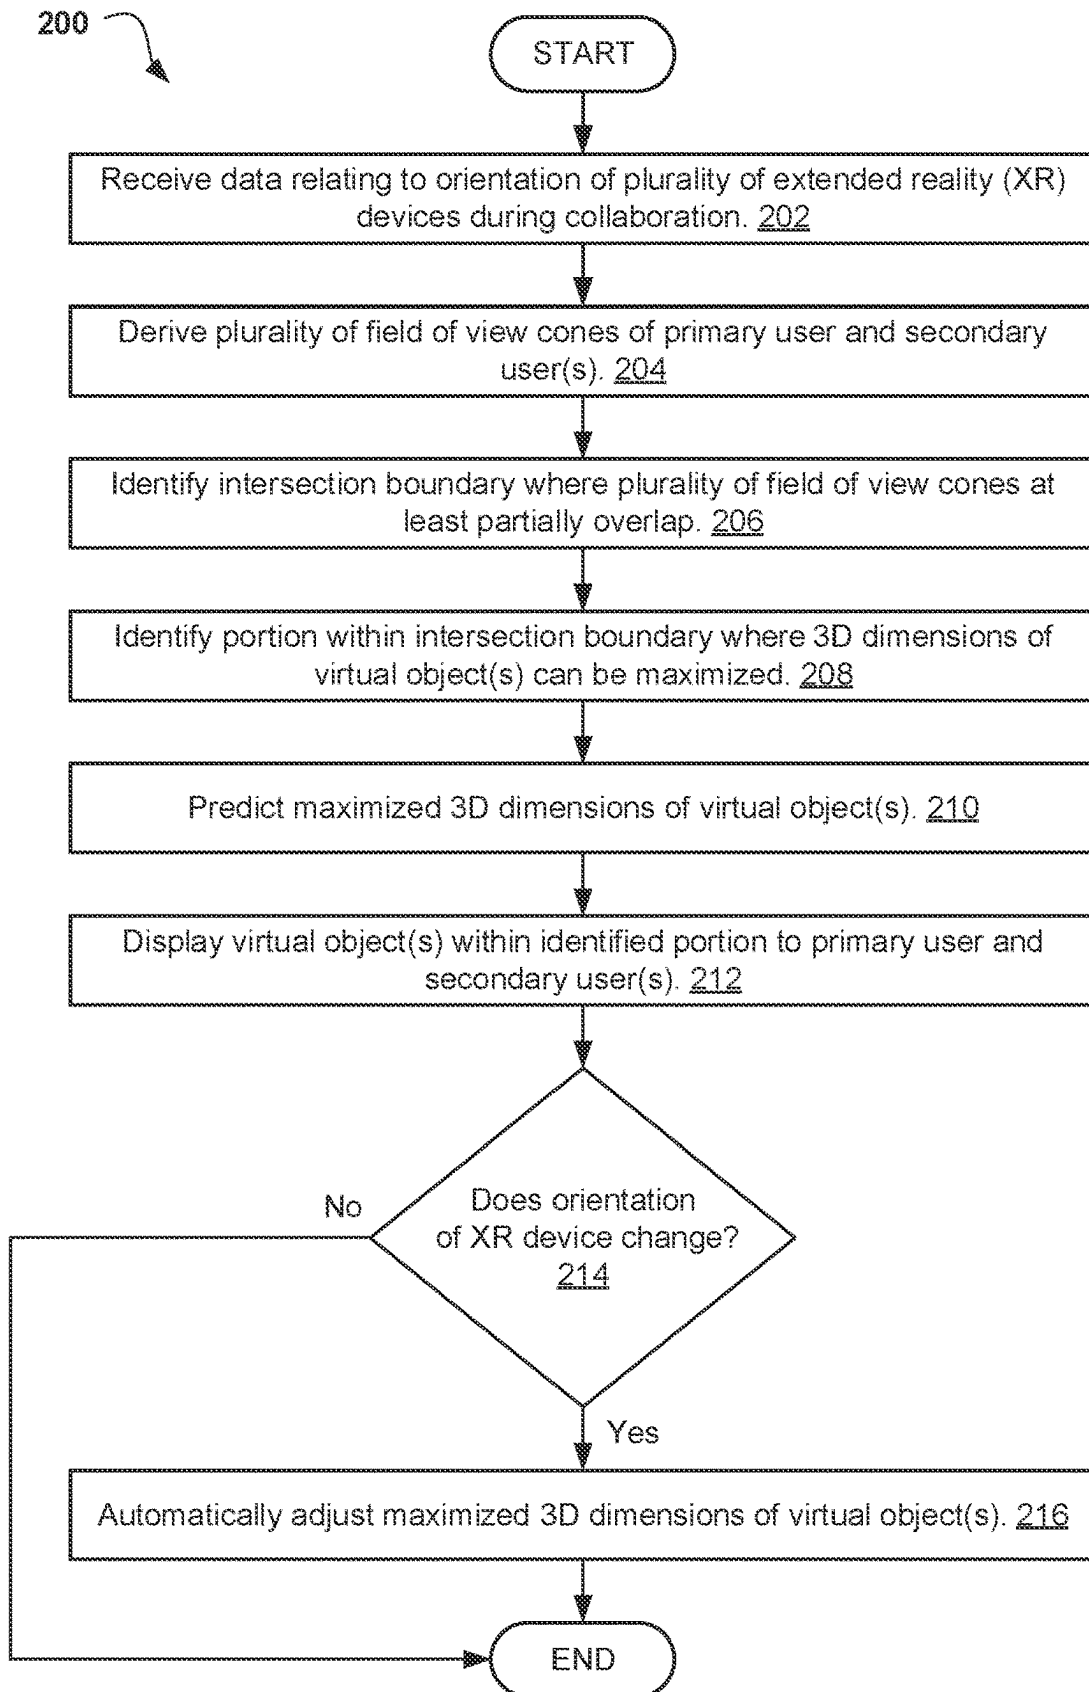 200
START
Receive data relating to orientation of plurality of extended reality (XR)
devices during collaboration. 202
Derive plurality of field of view cones of primary user and secondary
user(s). 204
Identify intersection boundary where plurality of field of view cones at
least partially overlap. 206
Identify portion within intersection boundary where 3D dimensions of
virtual object(s) can be maximized. 208
Predict maximized 3D dimensions of virtual object(s). 210
Display virtual object(s) within identified portion to primary user and
secondary user(s). 212
No
Does orientation
of XR device change?
214
Yes
Automatically adjust maximized 3D dimensions of virtual object(s). 216
END